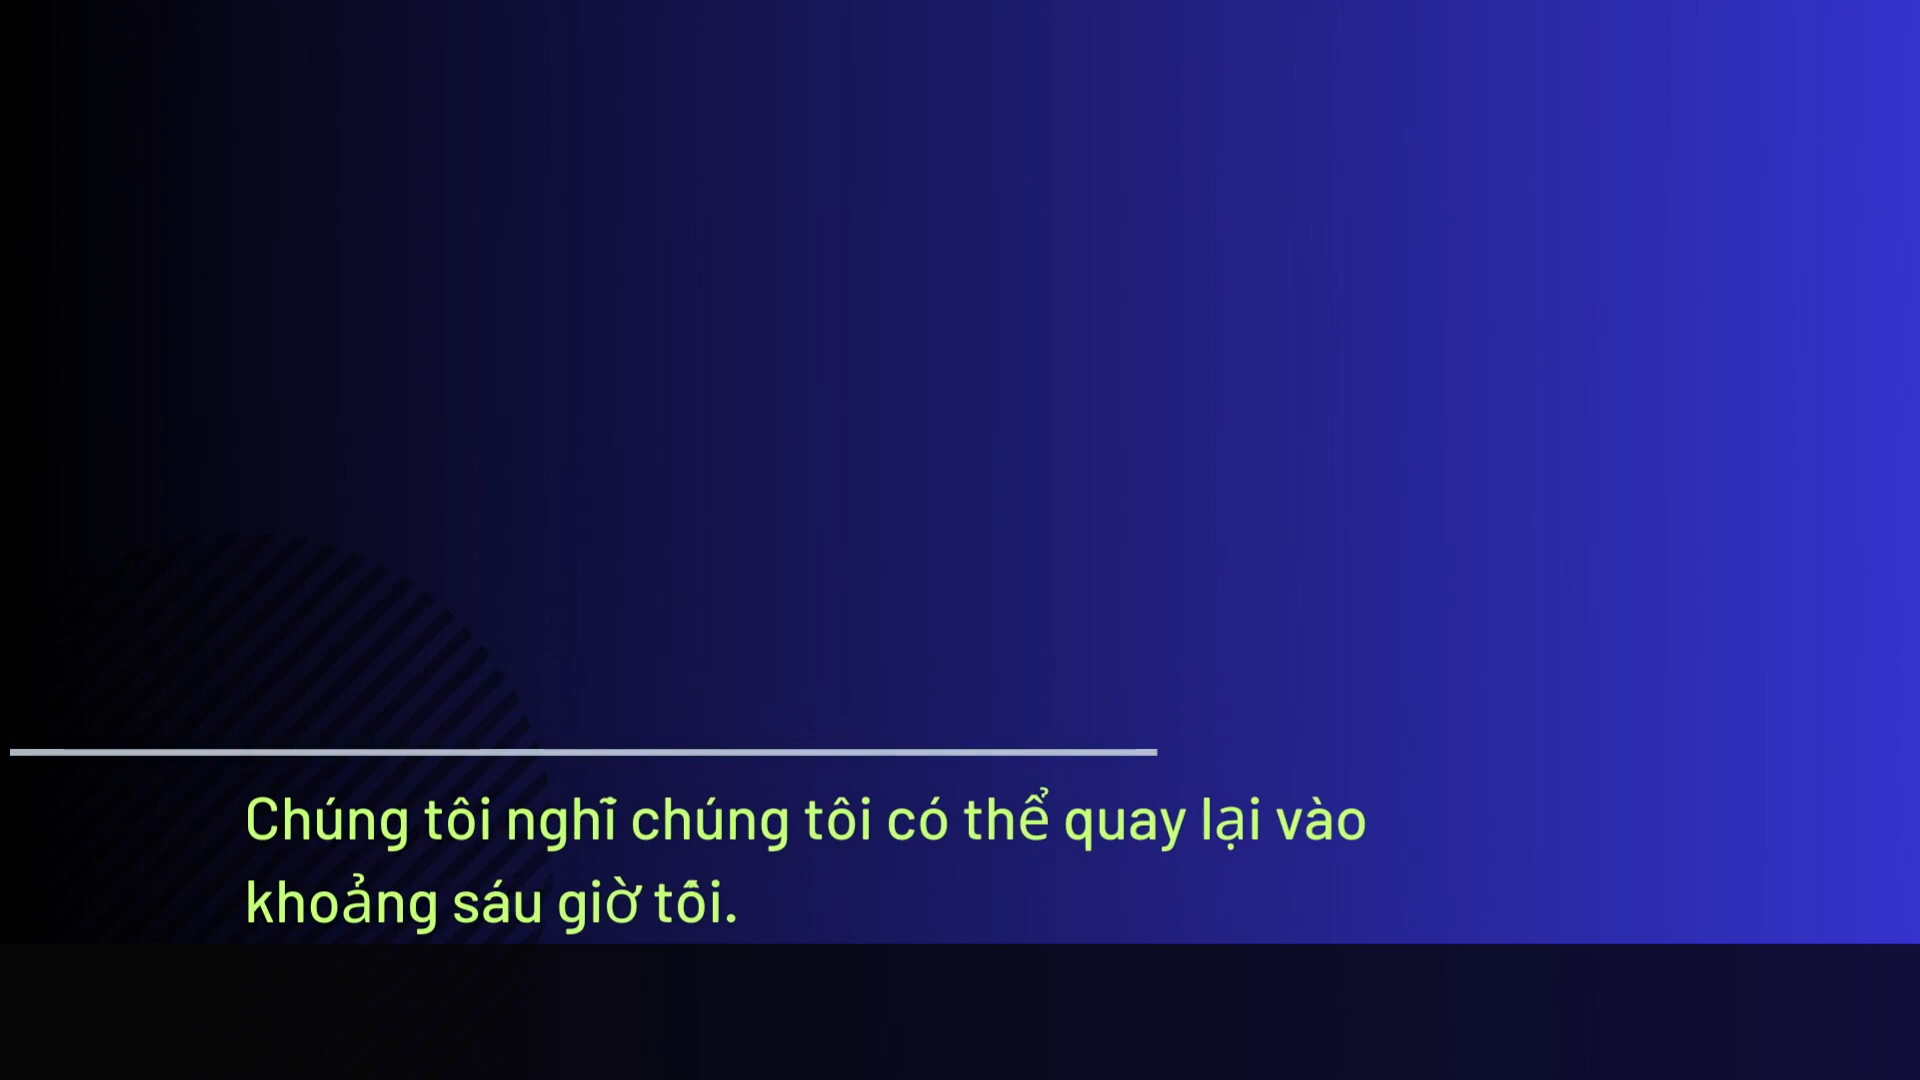 Chúng tôi nghĩ chúng tôi có thể quay lại vào
khoảng sáu giờ tối.